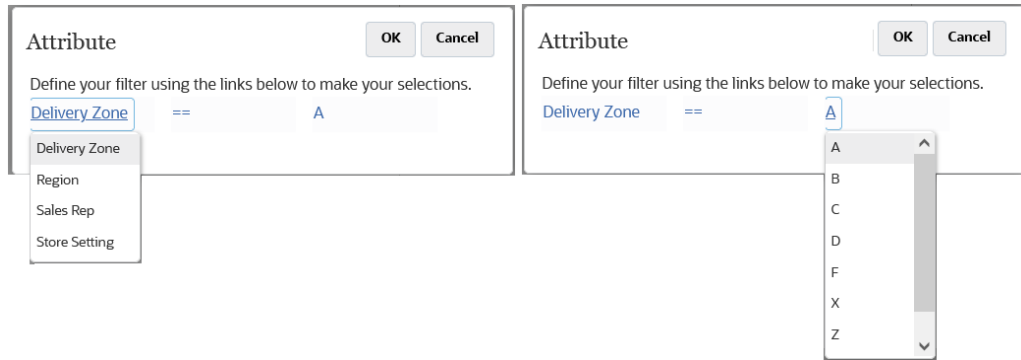 Attribute
OK
Cancel
Define your filter using the links below to make your selections.
Delivery Zone == A
Delivery Zone
Region
Sales Rep
Store Setting
Attribute
OK
Cancel
Define your filter using the links below to make your selections.
Delivery Zone == A
A
B
C
D
F
X
Z